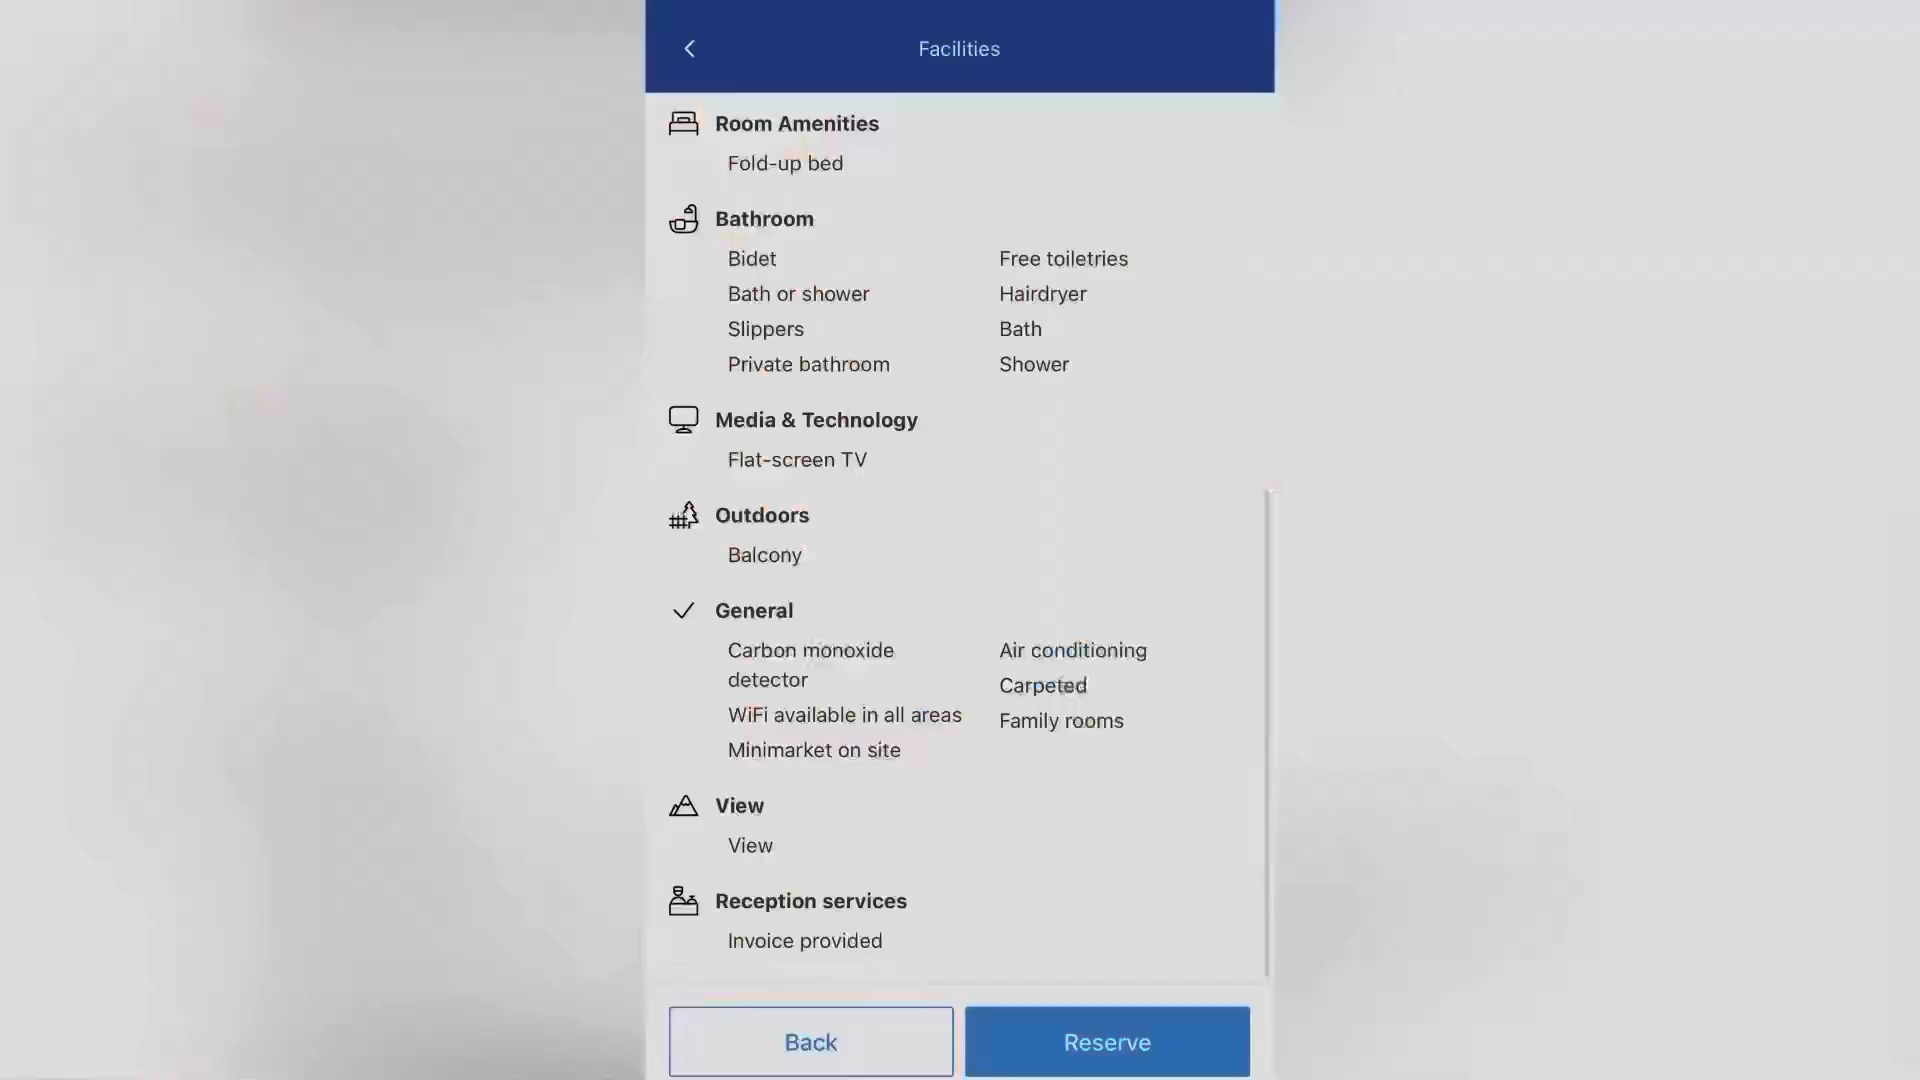 Facilities
Room Amenities
Fold-up bed
Bathroom
Bidet
Free toiletries
Bath or shower
Hairdryer
Slippers
Bath
Private bathroom
Shower
Media & Technology
Flat-screen TV
Outdoors
Balcony
General
Carbon monoxide
detector
WiFi available in all areas
Minimarket on site
Air conditioning
Carpeted
Family rooms
View
View
Reception services
Invoice provided
Back
Reserve